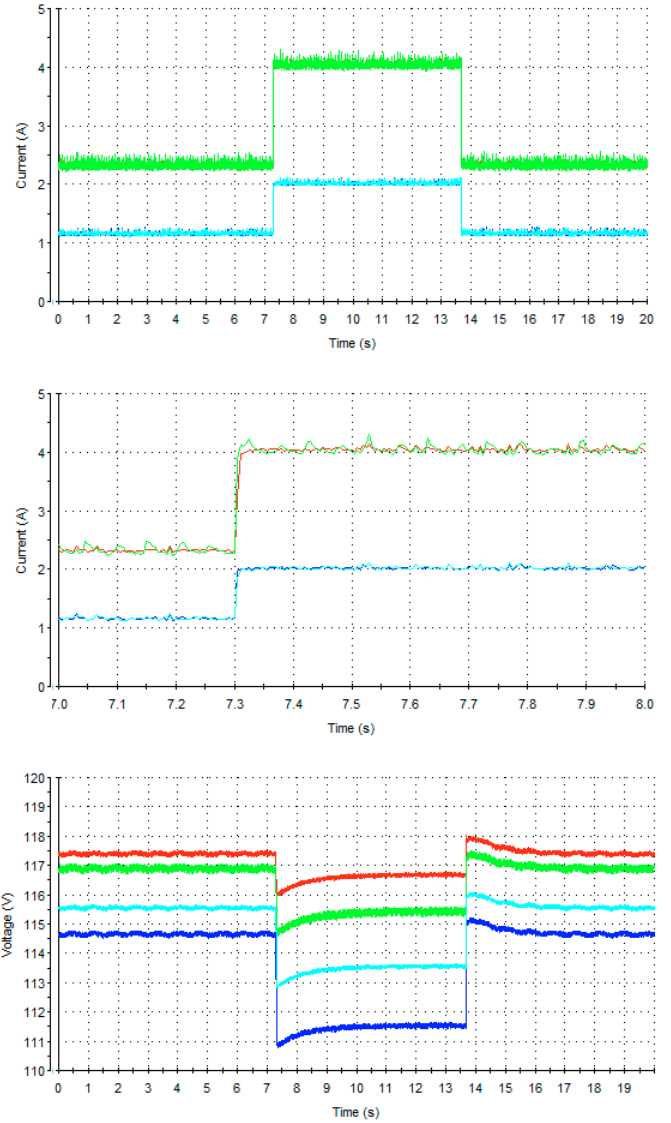 5
4
3
2
1
0
Current (A)
0 1 2 3 4 5 6 7 8 9 10 11 12 13 14 15 16 17 18 19 20
Time (s)
5
4
3
2
1
0
Current (A)
7.0 7.1 7.2 7.3 7.4 7.5 7.6 7.7 7.8 7.9 8.0
Time (s)
120
119
118
117
116
115
114
113
112
111
110
Voltage (V)
0 1 2 3 4 5 6 7 8 9 10 11 12 13 14 15 16 17 18 19
Time (s)